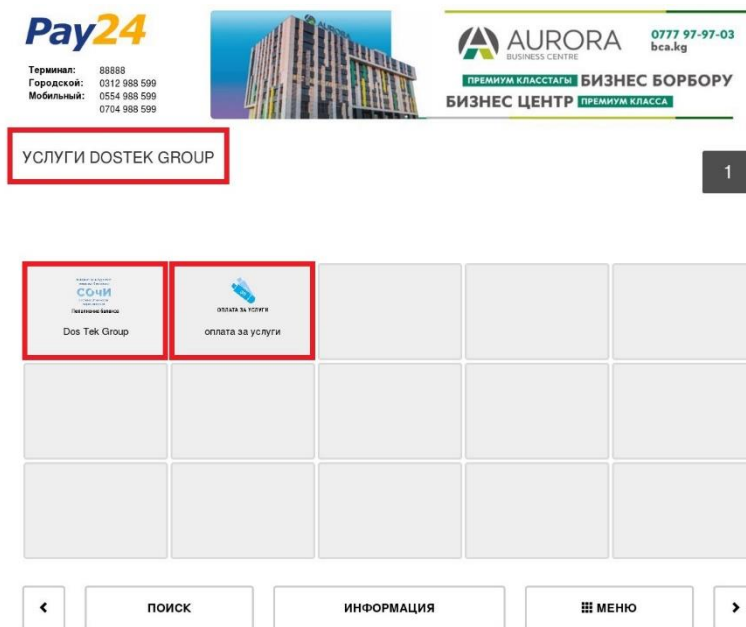 Pay24
Терминал: 88888
Городской: 0312 988 599
Мобильный: 0554 988 599
0704 988 599
AURORA
AURORA
BUSINESS CENTRE
0777 97-97-03
bca.kg
ПРЕМИУМ КЛАССТАГЫ БИЗНЕС БОРБОРУ
БИЗНЕС ЦЕНТР ПРЕМИУМ КЛАССА
УСЛУГИ DOSTEK GROUP
1
СОЧИ
Пополнение баланса
Dos Tek Group
ОПЛАТА ЗА УСЛУГИ
оплата за услуги
ПОИСК
ИНФОРМАЦИЯ
МЕНЮ